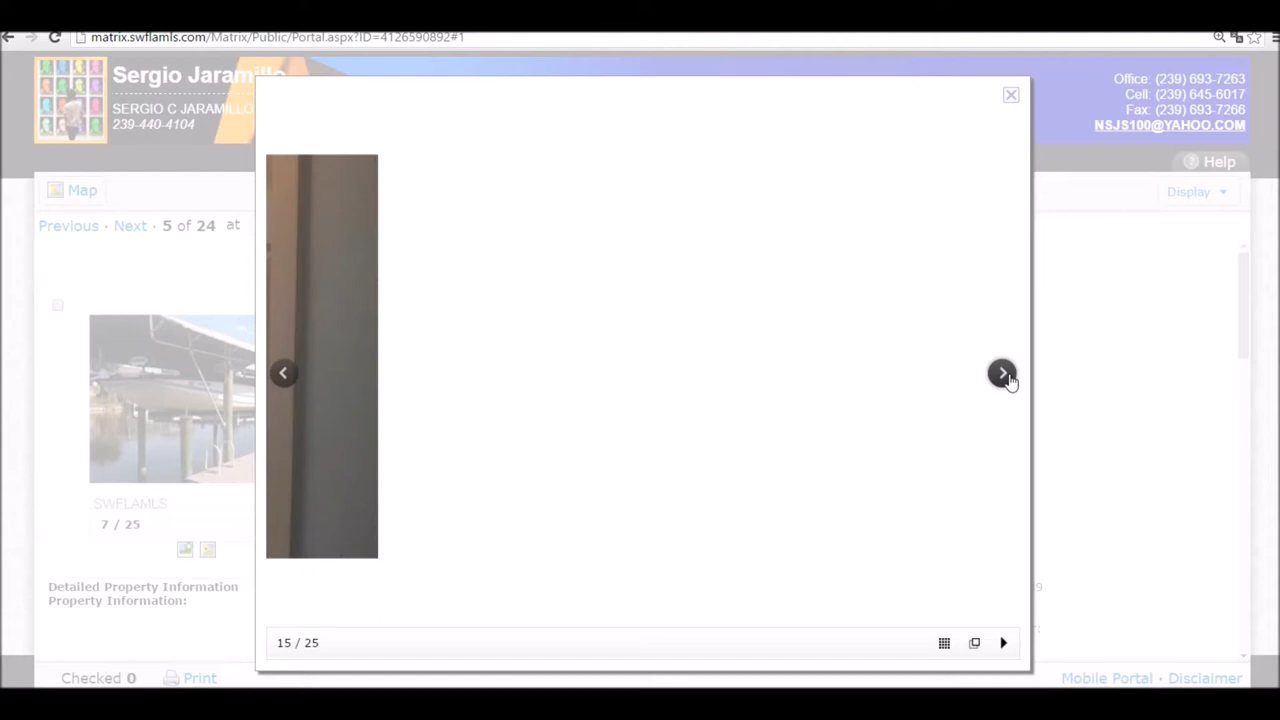 matrix.swflamls.com/Matrix/Public/Portal.aspx?ID=4126590892#1
Sergio Jaramillo
SERGIO C JARAMILLO
239-440-4104
Office: (239) 693-7263
Cell: (239) 645-6017
Fax: (239) 693-7266
NSJS100@YAHOO.COM
? Help
Map
Display
Previous · Next · 5 of 24 at
SWFLAMLS
7 / 25
Detailed Property Information
Property Information:
15 / 25
Checked 0
Print
Mobile Portal · Disclaimer